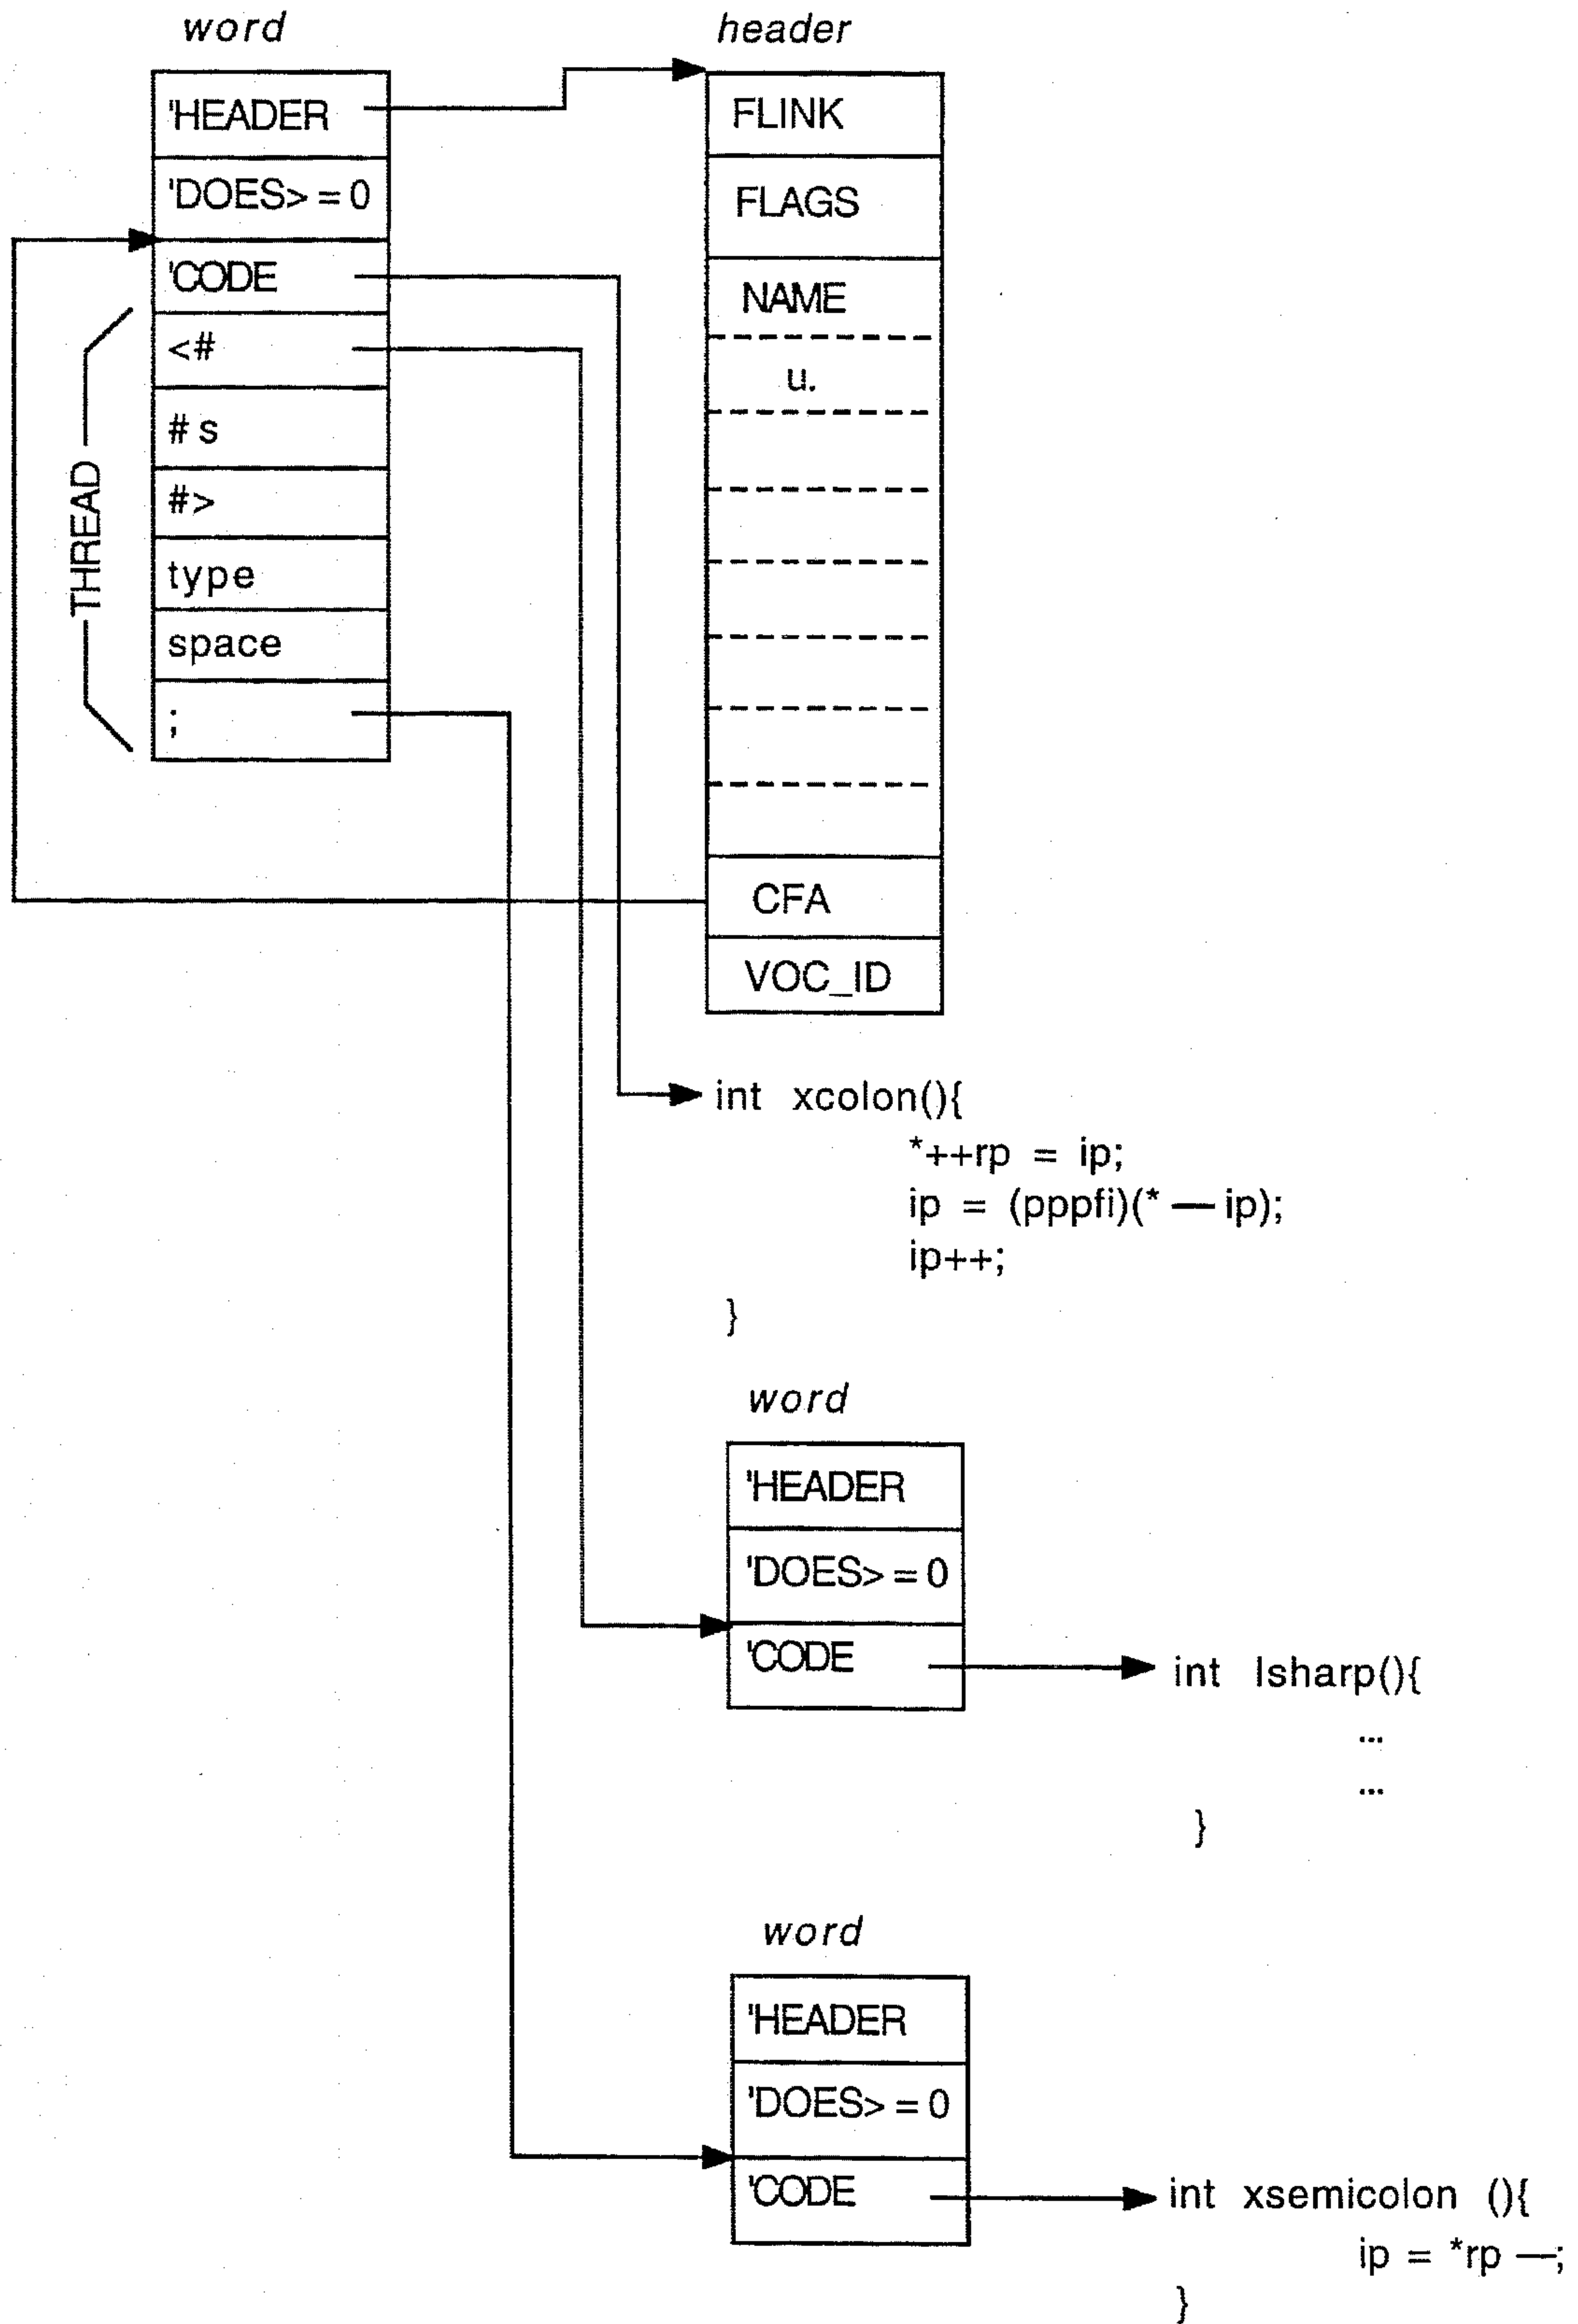 word
'HEADER
'DOES> = 0
'CODE
<#
#s
#>
type
space
;
THREAD
header
FLINK
FLAGS
NAME
u.
CFA
VOC_ID
int xcolon(){
*++rp = ip;
ip = (pppfi)(* — ip);
ip++;
}
word
'HEADER
'DOES> = 0
'CODE
int lsharp(){
...
...
}
word
'HEADER
'DOES> = 0
'CODE
int xsemicolon (){
ip = *rp —;
}